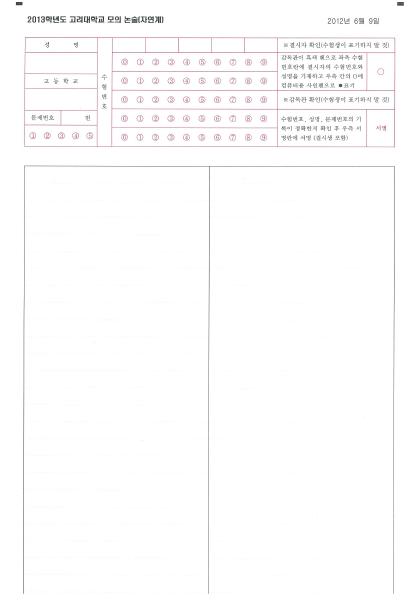 2013학년도 고려대학교 모의 논술(자연계)
2012년 6월 9일
성 명
고 등 학 교
문제번호 번
① ② ③ ④ ⑤
수험번호
⓪ ① ② ③ ④ ⑤ ⑥ ⑦ ⑧ ⑨
⓪ ① ② ③ ④ ⑤ ⑥ ⑦ ⑧ ⑨
⓪ ① ② ③ ④ ⑤ ⑥ ⑦ ⑧ ⑨
⓪ ① ② ③ ④ ⑤ ⑥ ⑦ ⑧ ⑨
⓪ ① ② ③ ④ ⑤ ⑥ ⑦ ⑧ ⑨
※결시자 확인(수험생이 표기하지 말 것)
감독관이 흑색 펜으로 좌측 수험
번호란에 결시자의 수험번호와
성명을 기재하고 우측 란의 O에
컴퓨터용 사인펜으로 ●표기
○
※감독관 확인(수험생이 표기하지 말 것)
수험번호, 성명, 문제번호의 기
록이 정확한지 확인 후 우측 서
명란에 서명 (결시생 포함)
서명